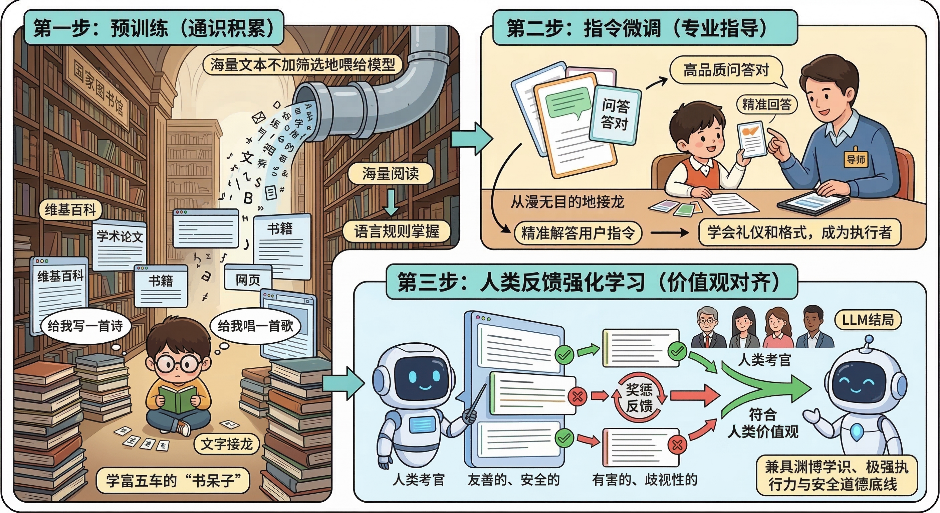 第一步：预训练（通识积累）
国家图书馆
海量文本不加筛选地喂给模型
文
B
S
海量阅读
语言规则掌握
维基百科
学术论文
书籍
维基百科
书籍
网页
给我写一首诗
给我唱一首歌
文字接龙
学富五车的“书呆子”
第二步：指令微调（专业指导）
问答
答对
高品质问答对
精准回答
导师
从漫无目的地接龙
精准解答用户指令
学会礼仪和格式，成为执行者
第三步：人类反馈强化学习（价值观对齐）
人类考官
LLM结局
奖惩
反馈
符合
人类价值观
人类考官
友善的、安全的
有害的、歧视性的
兼具渊博学识、极强执
行力与安全道德底线